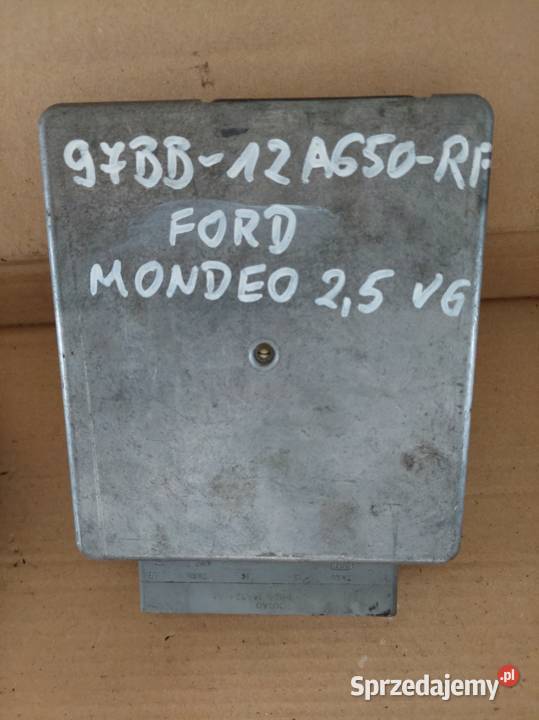 97BB-12A650-RF
FORD
MONDEO 2,5 V6
Sprzedajemy.pl